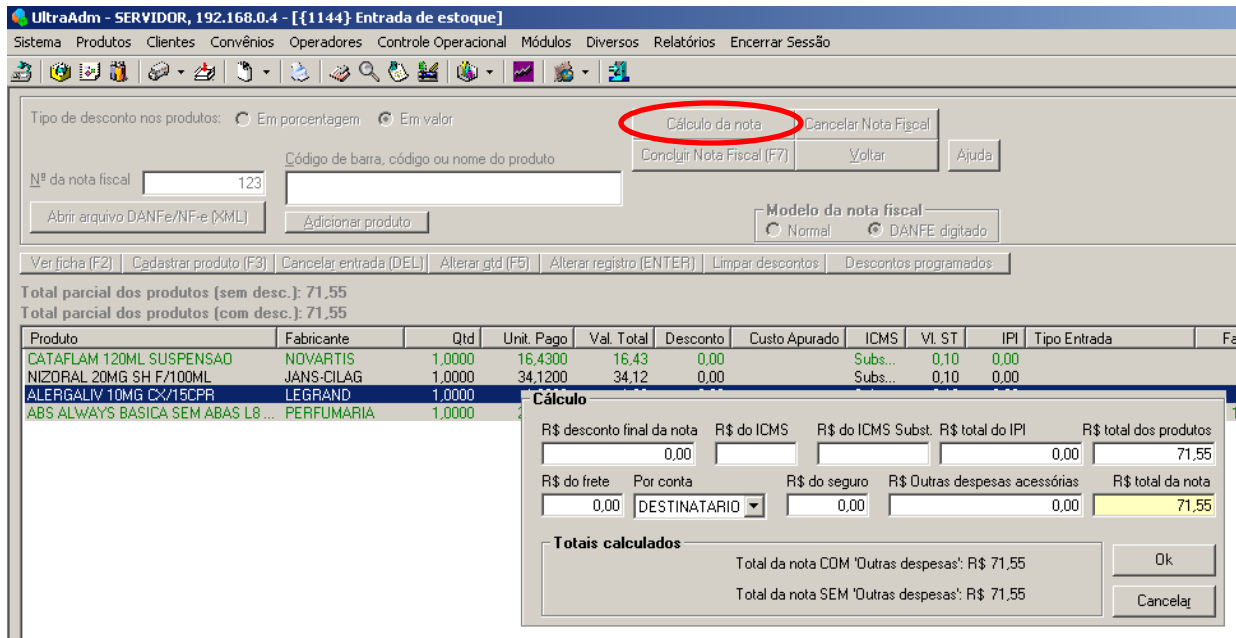 UltraAdm - SERVIDOR, 192.168.0.4 - [{1144} Entrada de estoque]
Sistema Produtos Clientes Convênios Operadores Controle Operacional Módulos Diversos Relatórios Encerrar Sessão
Tipo de desconto nos produtos: Em porcentagem Em valor
Cálculo da nota Cancelar Nota Fiscal
Código de barra, código ou nome do produto
Concluir Nota Fiscal (F7) Voltar Ajuda
Nº da nota fiscal 123
Abrir arquivo DANFe/NF-e (XML) Adicionar produto
Modelo da nota fiscal
Normal DANFE digitado
Ver ficha (F2) Cadastrar produto (F3) Cancelar entrada (DEL) Alterar qtd (F5) Alterar registro (ENTER) Limpar descontos Descontos programados
Total parcial dos produtos (sem desc.): 71,55
Total parcial dos produtos (com desc.): 71,55
Produto Fabricante Qtd Unit. Pago Val. Total Desconto Custo Apurado ICMS Vl. ST IPI Tipo Entrada Fa
CATAFLAM 120ML SUSPENSAO NOVARTIS 1,0000 16,4300 16,43 0,00 Subs... 0,10 0,00
NIZORAL 20MG SH F/100ML JANS-CILAG 1,0000 34,1200 34,12 0,00 Subs... 0,10 0,00
ALERGALIV 10MG CX/15CPR LEGRAND 1,0000
ABS ALWAYS BASICA SEM ABAS L8 ... PERFUMARIA 1,0000
Cálculo
R$ desconto final da nota R$ do ICMS R$ do ICMS Subst. R$ total do IPI R$ total dos produtos
0,00 0,00 71,55
R$ do frete Por conta R$ do seguro R$ Outras despesas acessórias R$ total da nota
0,00 DESTINATARIO 0,00 0,00 71,55
Totais calculados
Total da nota COM 'Outras despesas': R$ 71,55
Ok
Total da nota SEM 'Outras despesas': R$ 71,55
Cancelar